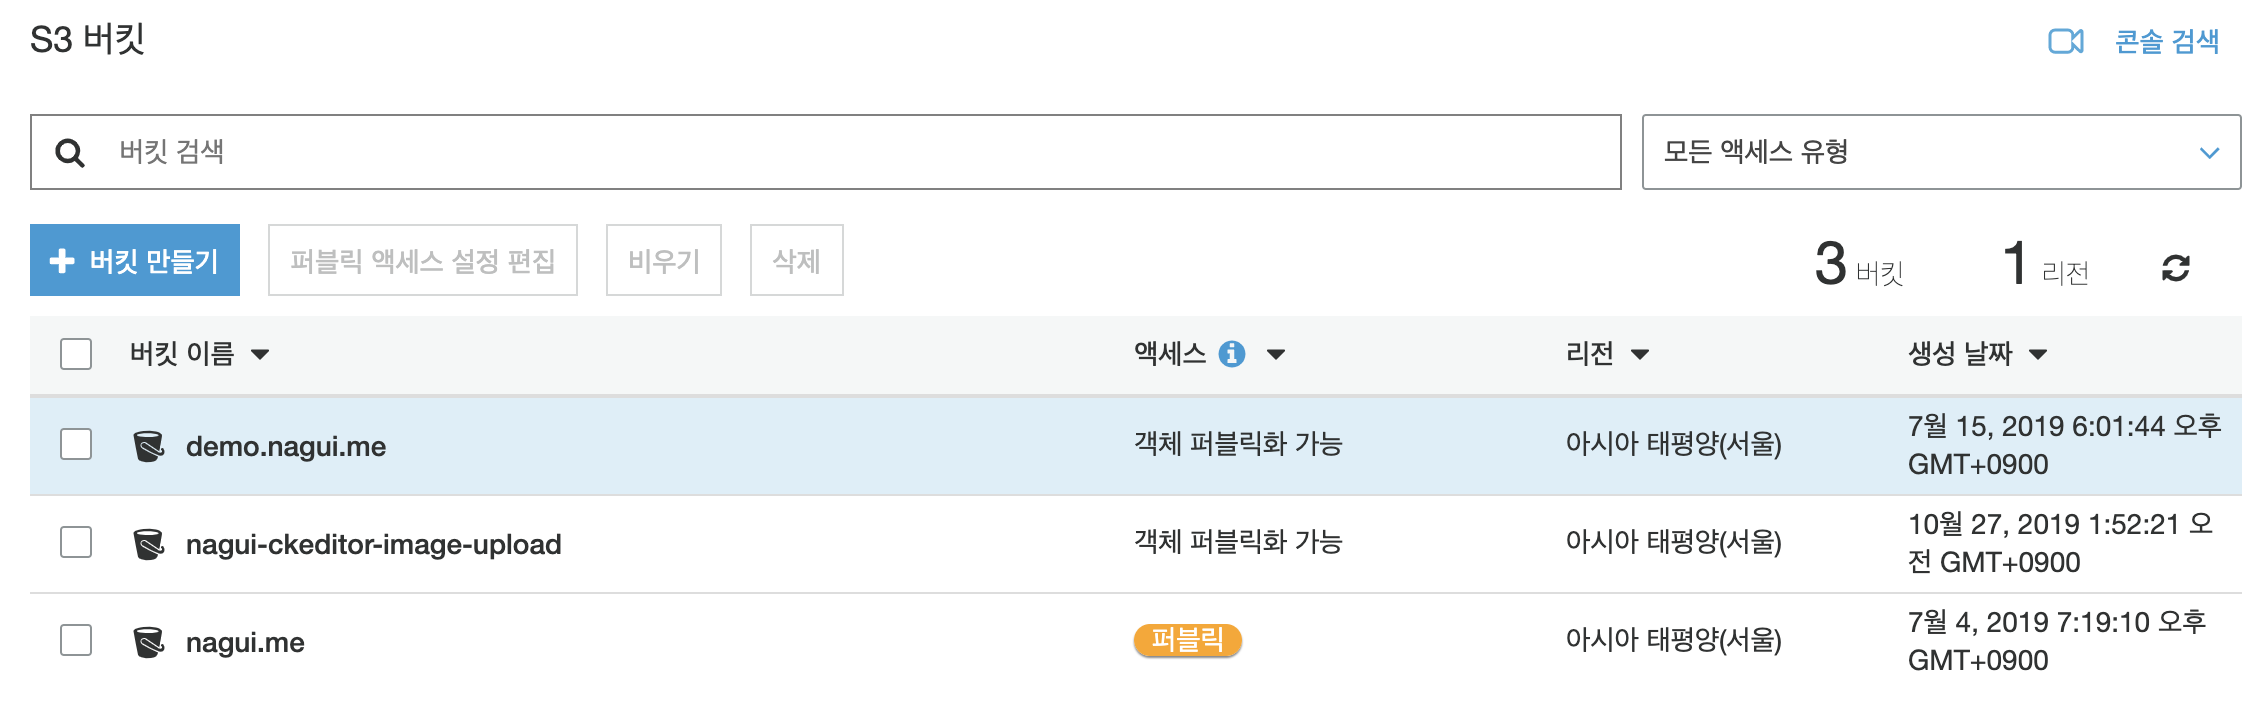 S3 버킷
콘솔 검색
버킷 검색
모든 액세스 유형
버킷 만들기
퍼블릭 액세스 설정 편집
비우기
삭제
3 버킷
1 리전
버킷 이름
액세스
리전
생성 날짜
demo.nagui.me
객체 퍼블릭화 가능
아시아 태평양(서울)
7월 15, 2019 6:01:44 오후
GMT+0900
nagui-ckeditor-image-upload
객체 퍼블릭화 가능
아시아 태평양(서울)
10월 27, 2019 1:52:21 오
전 GMT+0900
nagui.me
퍼블릭
아시아 태평양(서울)
7월 4, 2019 7:19:10 오후
GMT+0900